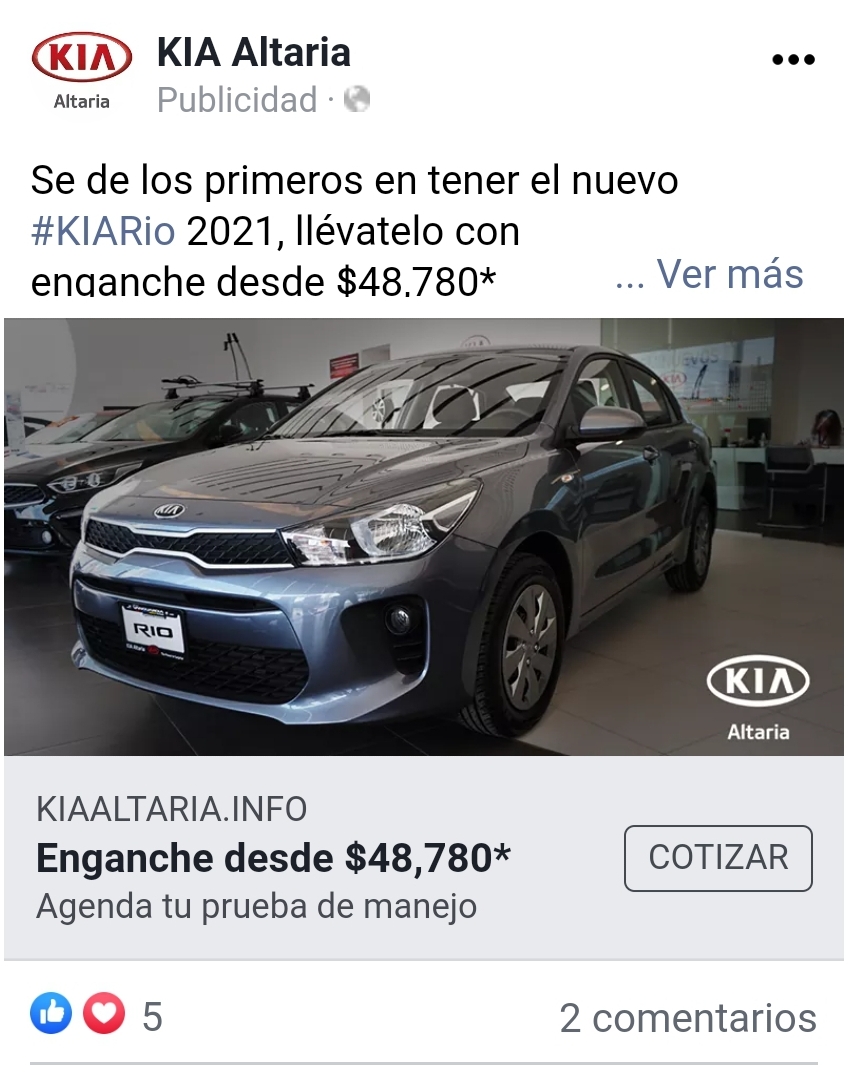 KIA
Altaria
KIA Altaria
Publicidad ·
Se de los primeros en tener el nuevo
#KIARio 2021, llévatelo con
enganche desde $48,780*
... Ver más
KIA
RIO
KIA
Altaria
KIAALTARIA.INFO
Enganche desde $48,780*
Agenda tu prueba de manejo
COTIZAR
5
2 comentarios